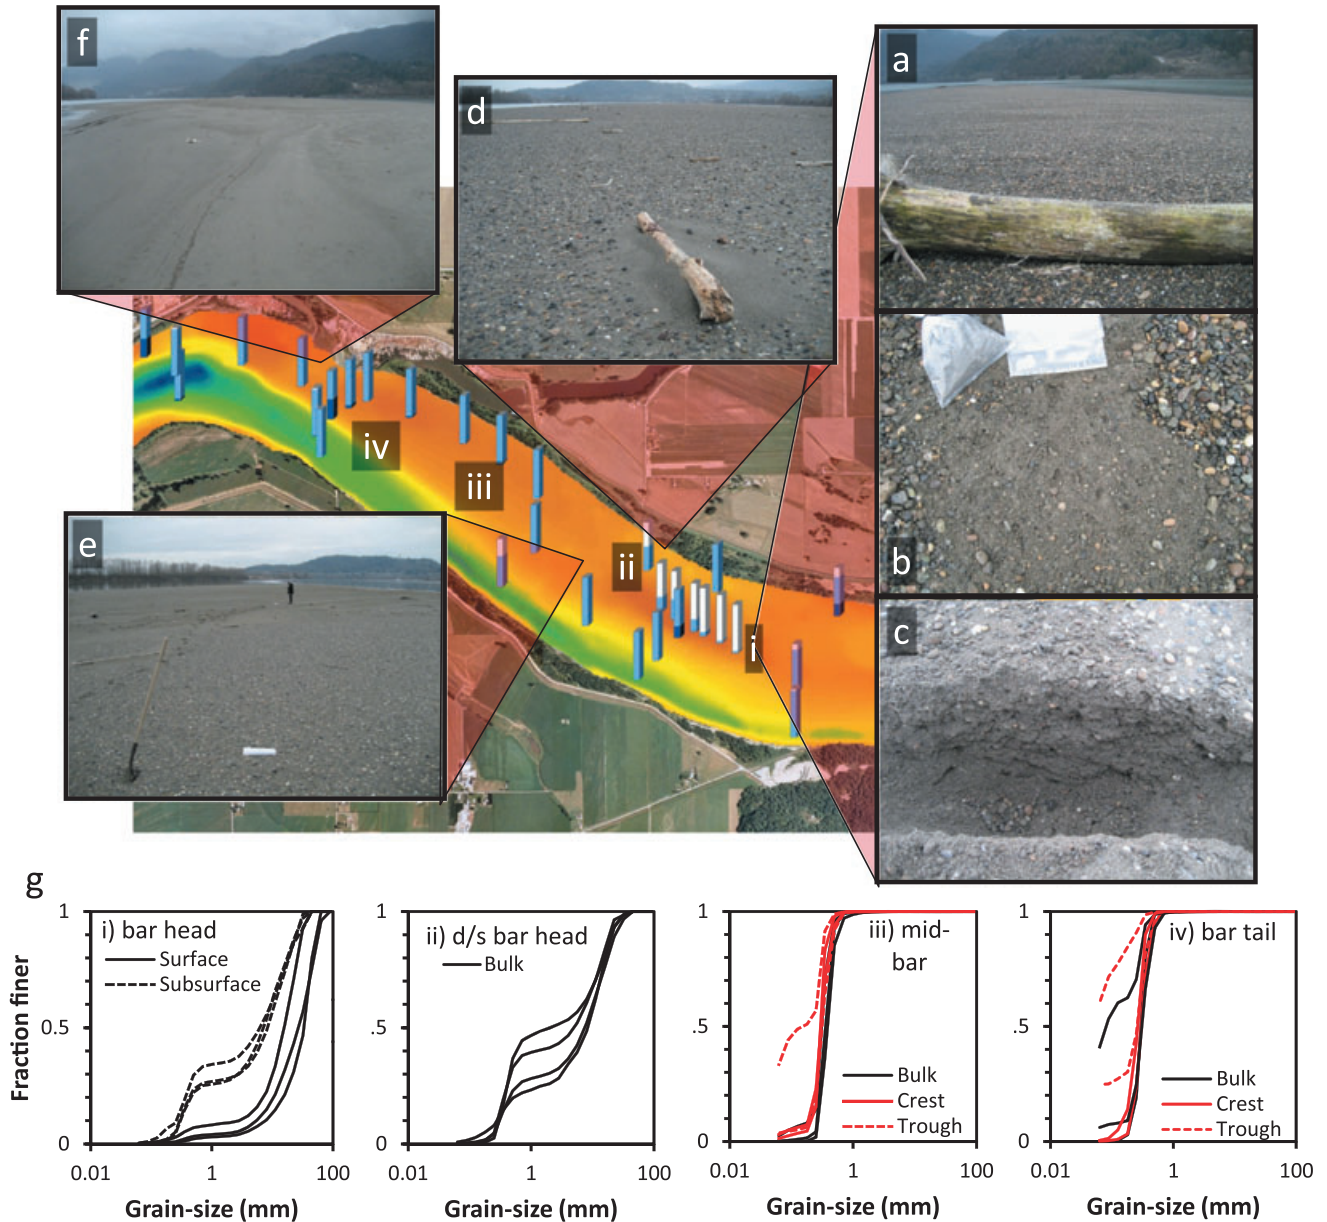 f
d
a
b
c
e
iv
iii
ii
i
g
i) bar head
Surface
Subsurface
ii) d/s bar head
Bulk
iii) mid-
bar
Bulk
Crest
Trough
iv) bar tail
Bulk
Crest
Trough
Fraction finer
1
0.5
0
0.01
1
100
Grain-size (mm)
1
.5
0
0.01
1
100
Grain-size (mm)
1
.5
0
0.01
1
100
Grain-size (mm)
1
.5
0
0.01
1
100
Grain-size (mm)